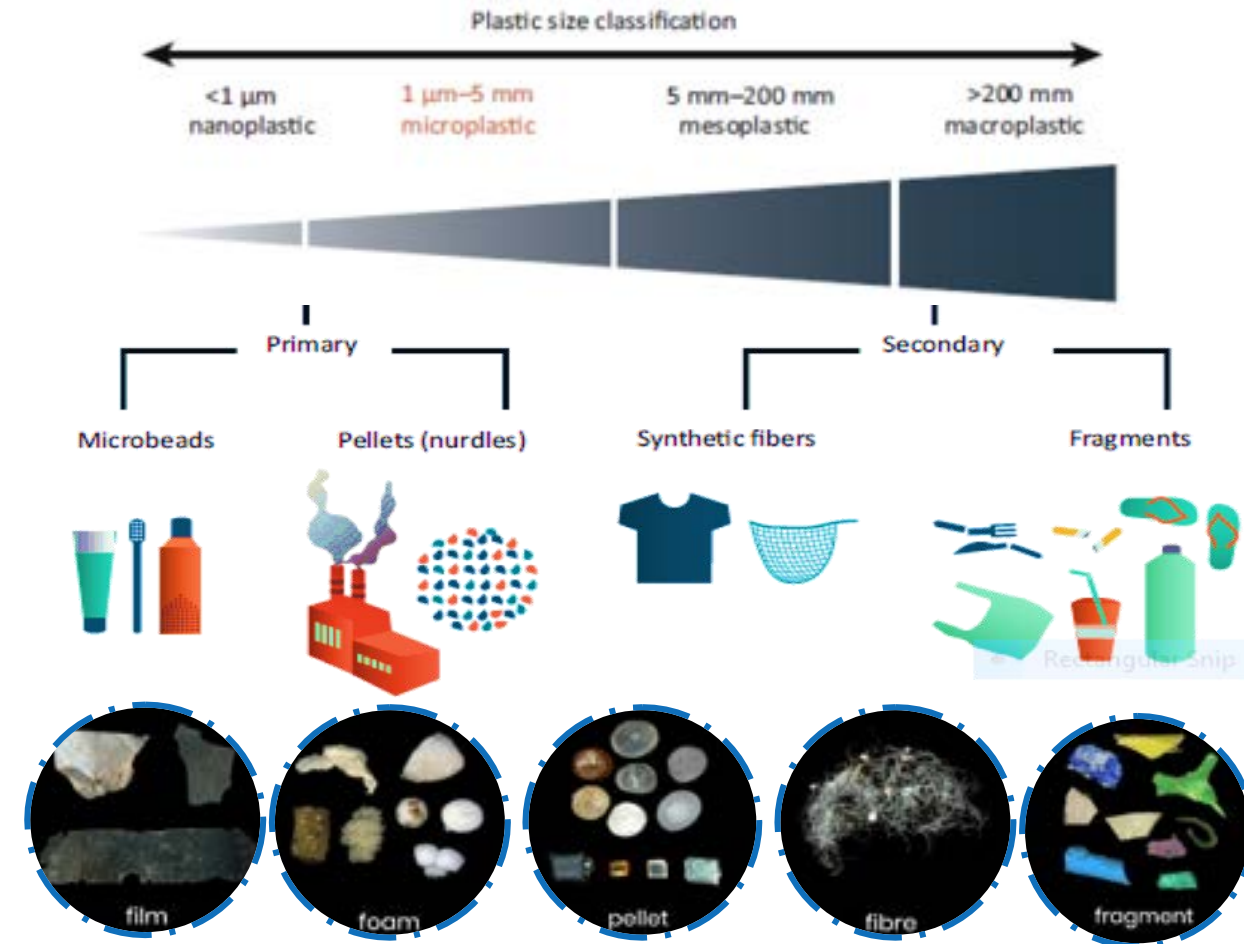 Plastic size classification
<1 µm
nanoplastic
1 µm–5 mm
microplastic
5 mm–200 mm
mesoplastic
>200 mm
macroplastic
Primary
Secondary
Microbeads
Pellets (nurdles)
Synthetic fibers
Fragments
Rectangular Snip
film
foam
pellet
fibre
fragment